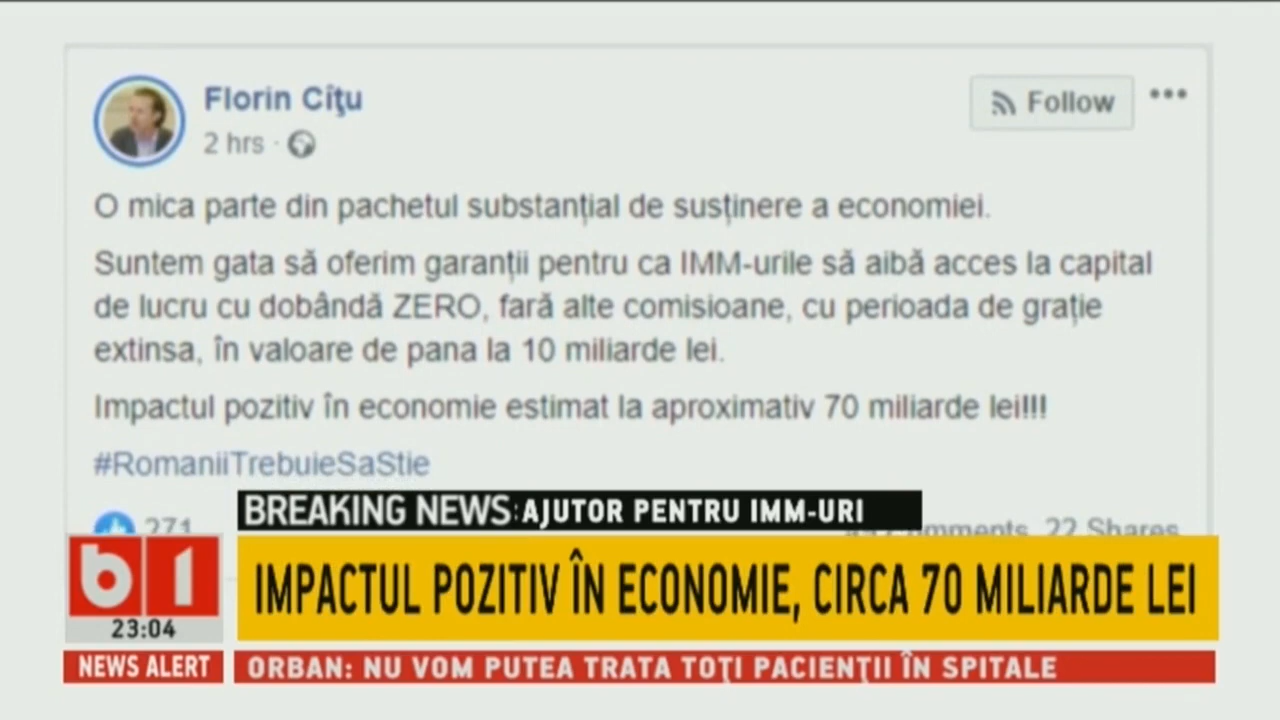 Florin Cîţu
2 hrs ·
Follow
O mica parte din pachetul substanțial de susținere a economiei.
Suntem gata să oferim garanții pentru ca IMM-urile să aibă acces la capital
de lucru cu dobândă ZERO, fară alte comisioane, cu perioada de grație
extinsa, în valoare de pana la 10 miliarde lei.
Impactul pozitiv în economie estimat la aproximativ 70 miliarde lei!!!
#RomaniiTrebuieSaStie
271
Comments 22 Shares
BREAKING NEWS: AJUTOR PENTRU IMM-URI
b1
IMPACTUL POZITIV ÎN ECONOMIE, CIRCA 70 MILIARDE LEI
23:04
NEWS ALERT
ORBAN: NU VOM PUTEA TRATA TOŢI PACIENŢII ÎN SPITALE